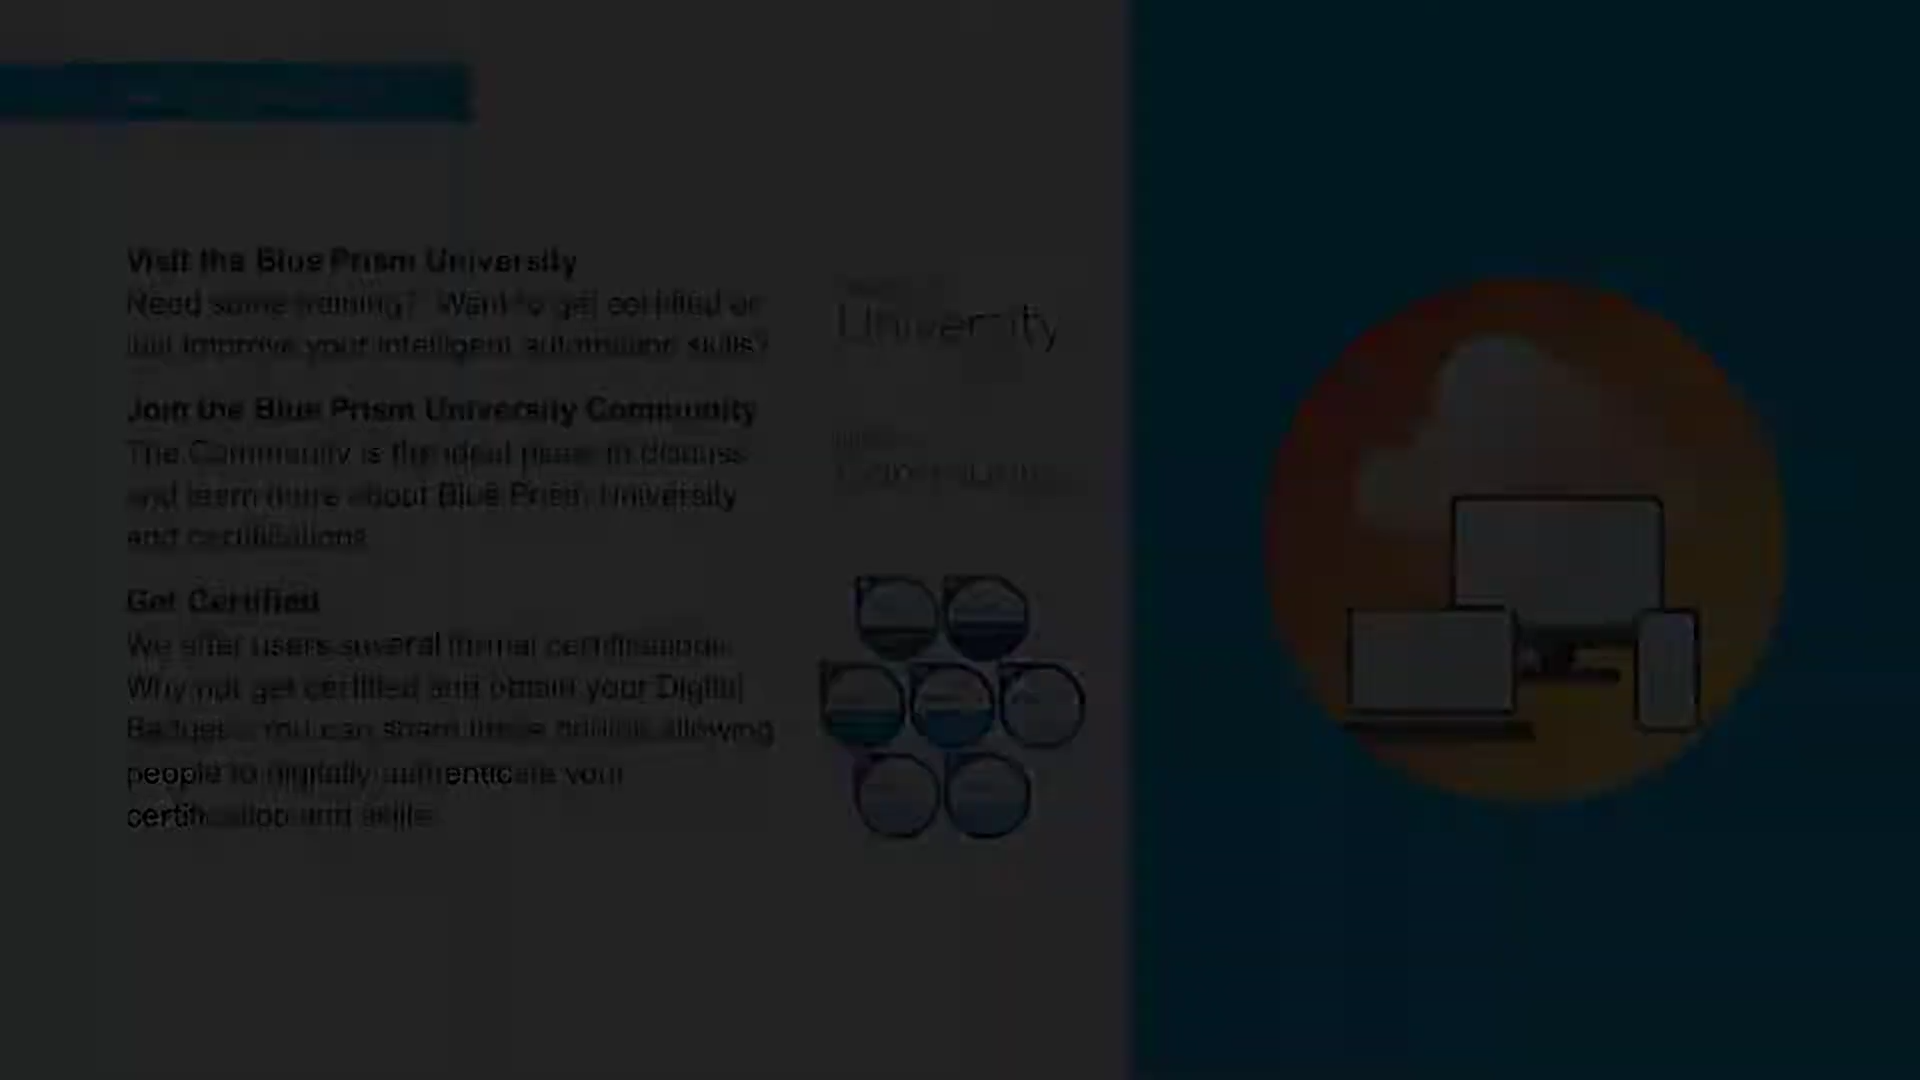 Visit the Blue Prism University
Need some training? Want to get certified or
just improve your intelligent automation skills?
University
Join the Blue Prism University Community
The Community is the ideal place to discuss
and learn more about Blue Prism University
and certifications
Community
Get Certified
We offer users several formal certifications.
Why not get certified and obtain your Digital
Badges. You can share these online allowing
people to digitally authenticate your
certification and skills.